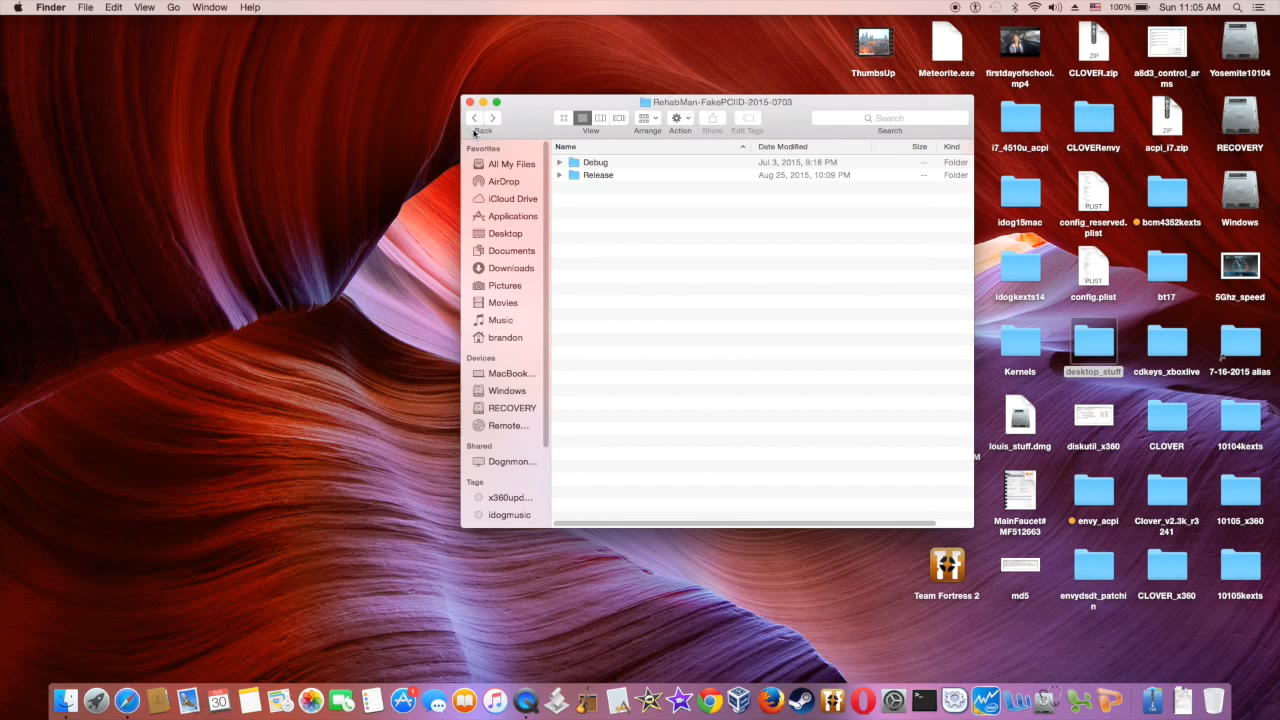 Finder File Edit View Go Window Help
100% Sun 11:05 AM
RehabMan-FakePCIID-2015-0703
Back View Arrange Action Share Edit Tags Search
Search
Favorites
All My Files
AirDrop
iCloud Drive
Applications
Desktop
Documents
Downloads
Pictures
Movies
Music
brandon
Devices
MacBook...
Windows
RECOVERY
Remote...
Shared
Dognmon...
Tags
x360upd...
idogmusic
Name Date Modified Size Kind
Debug Jul 3, 2015, 9:18 PM -- Folder
Release Aug 25, 2015, 10:09 PM -- Folder
ThumbsUp
Meteorite.exe
firstdayofschool.
mp4
ZIP
CLOVER.zip
a8d3_control_ar
ms
Yosemite10104
i7_4510u_acpi
CLOVERenvy
ZIP
acpi_i7.zip
RECOVERY
idog15mac
PLIST
config_reserved.
plist
bcm4352kexts
Windows
idogkexts14
PLIST
config.plist
bt17
5Ghz_speed
Kernels
desktop_stuff
cdkeys_xboxlive
7-16-2015 alias
louis_stuff.dmg
diskutil_x360
CLOVER
10104kexts
M
MainFaucet#
MF512663
envy_acpi
Clover_v2.3k_r3
241
10105_x360
Team Fortress 2
md5
envydsdt_patchi
n
CLOVER_x360
10105kexts
AUG
30
1